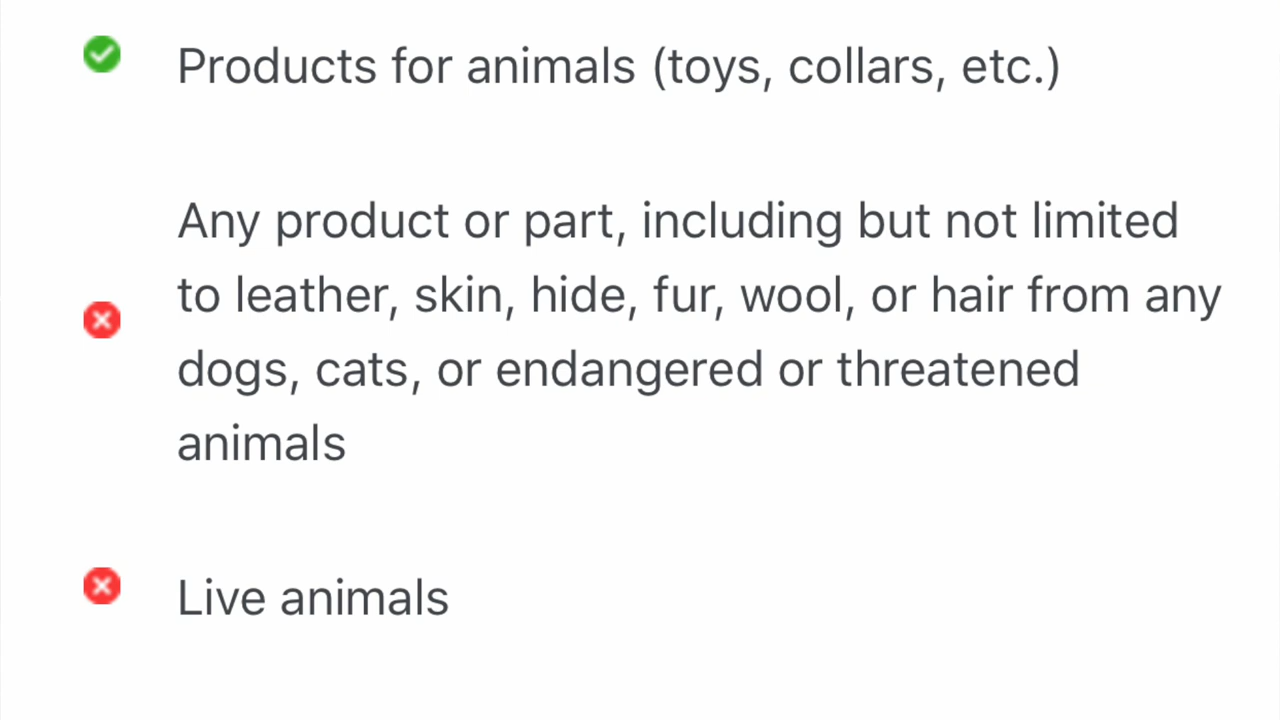 Products for animals (toys, collars, etc.)
Any product or part, including but not limited
to leather, skin, hide, fur, wool, or hair from any
dogs, cats, or endangered or threatened
animals
Live animals